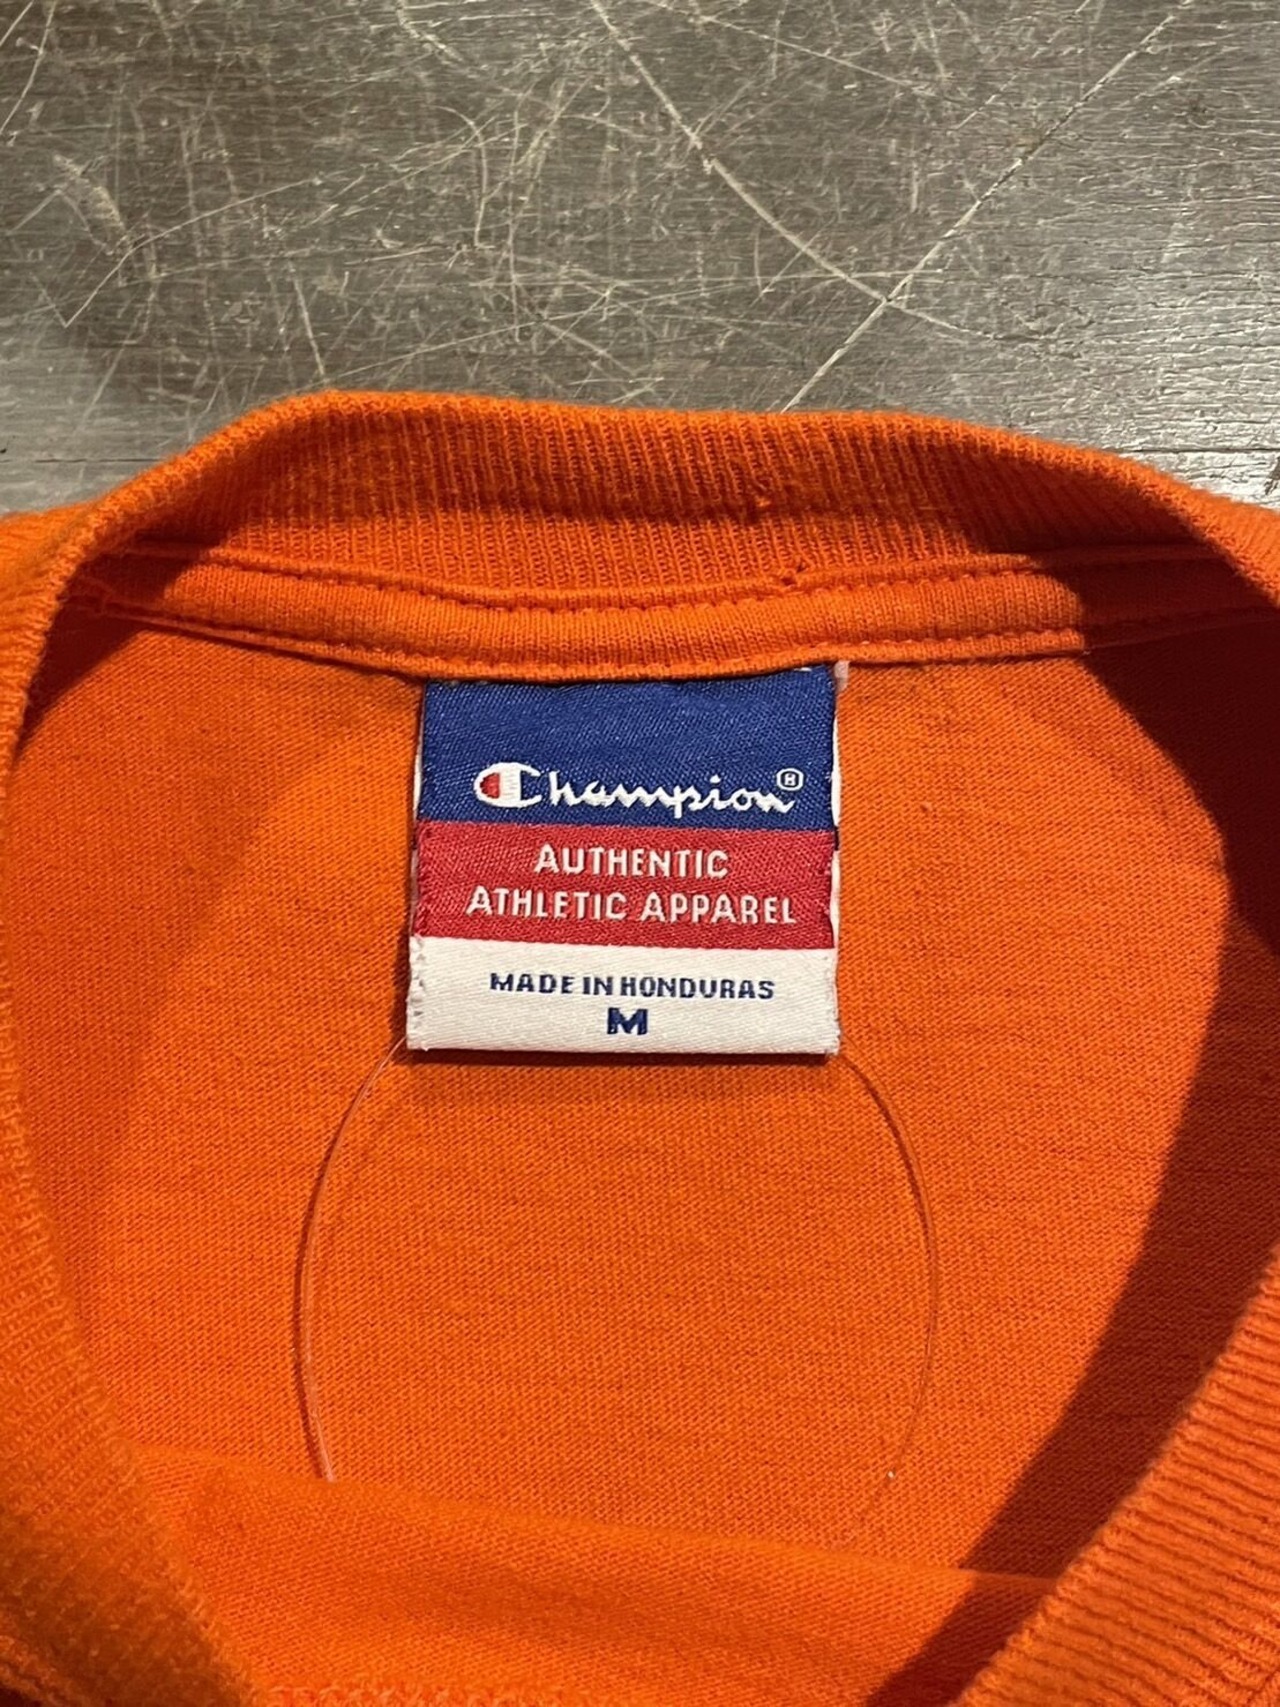 Champion®
AUTHENTIC
ATHLETIC APPAREL
MADE IN HONDURAS
M